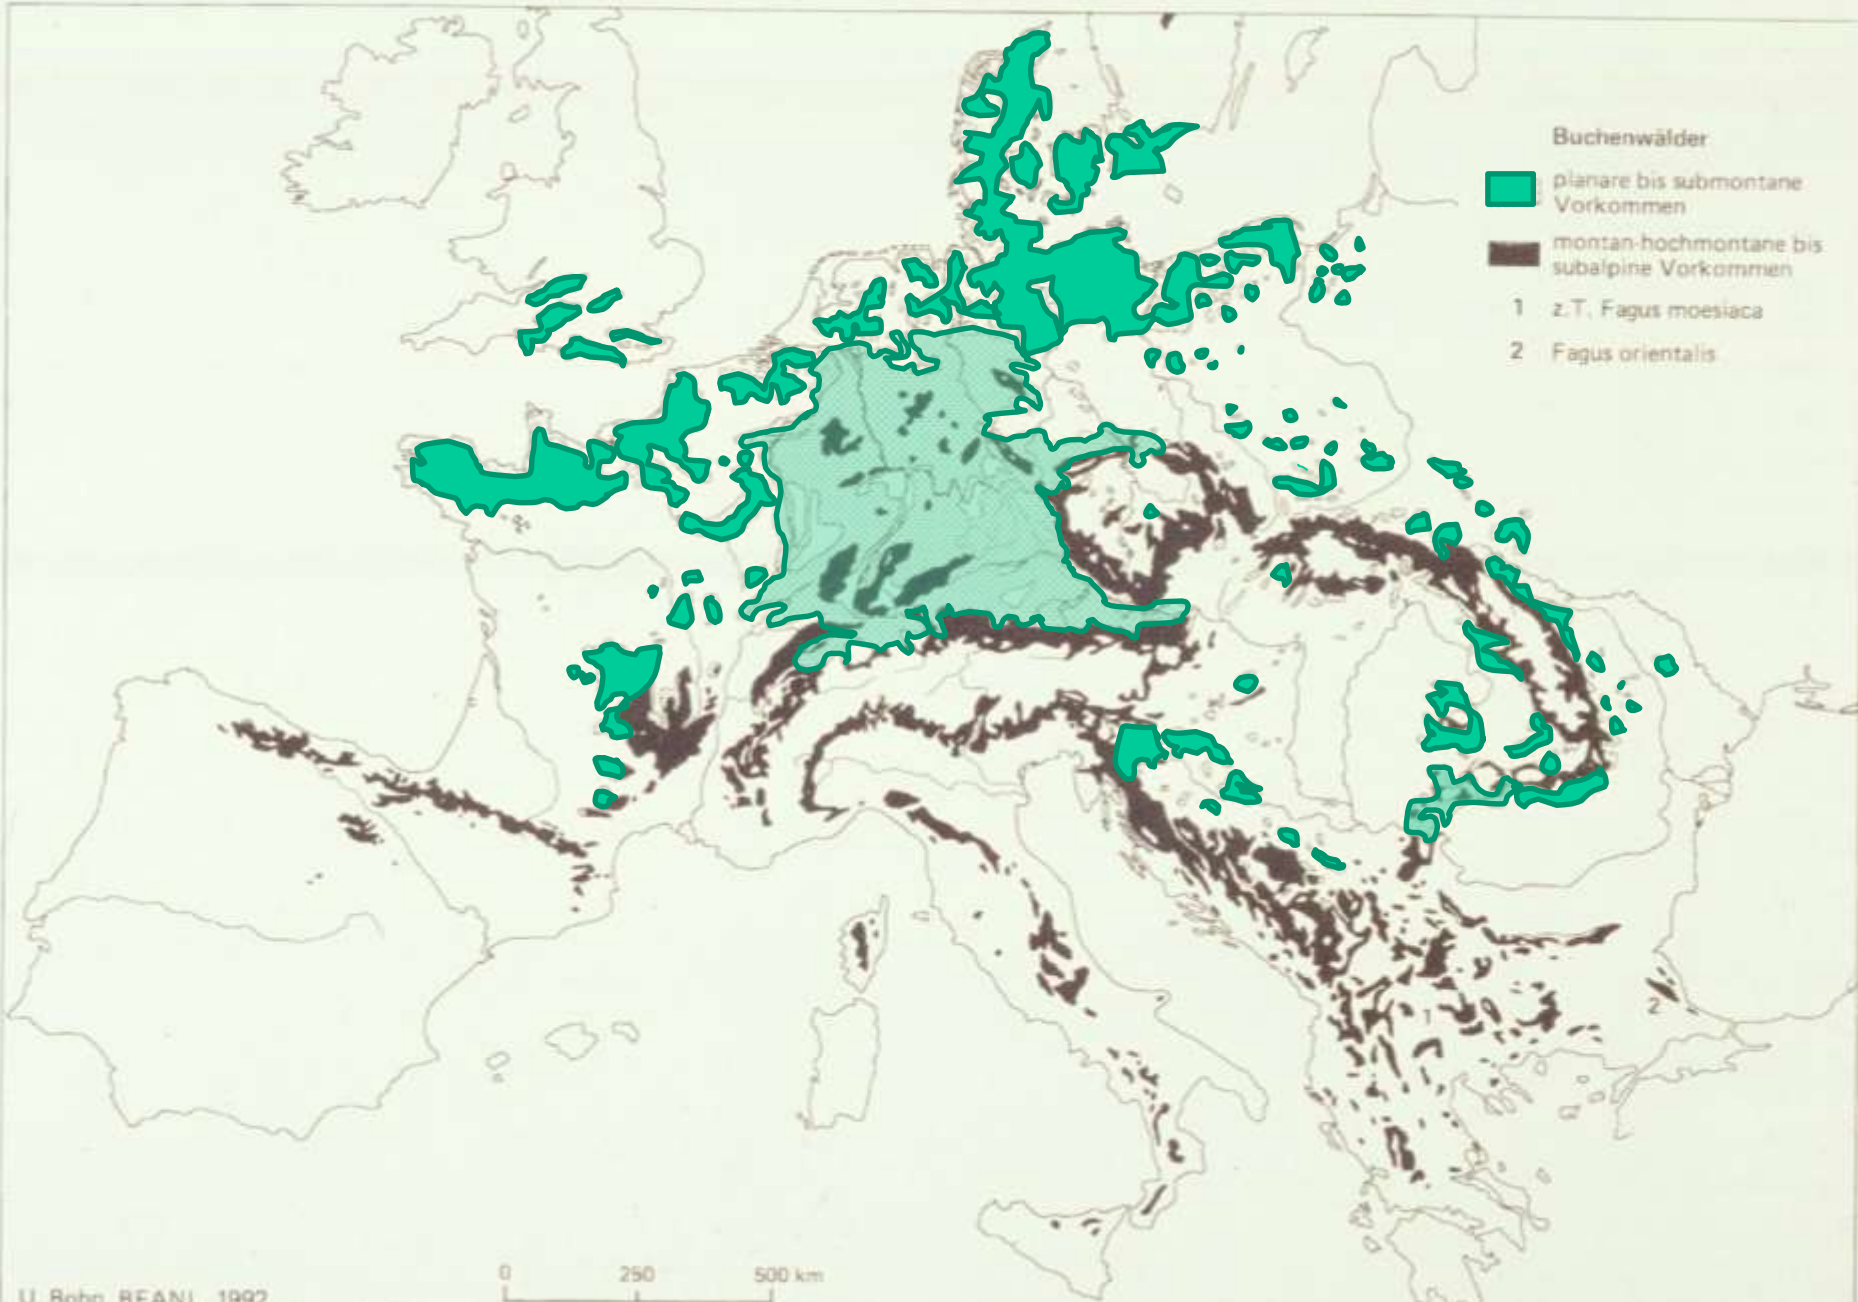 Buchenwälder
planare bis submontane
Vorkommen
montan-hochmontane bis
subalpine Vorkommen
1 z.T. Fagus moesiaca
2 Fagus orientalis
1
2
0 250 500 km
U. Bohn, BFANL, 1992